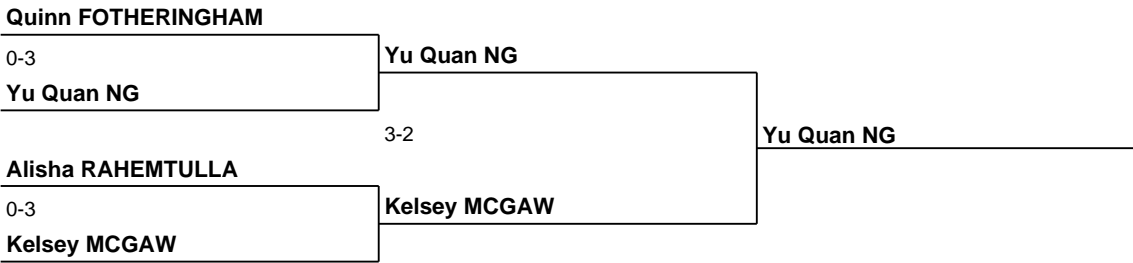 Quinn FOTHERINGHAM
0-3
Yu Quan NG
Yu Quan NG
3-2
Yu Quan NG
Alisha RAHEMTULLA
0-3
Kelsey MCGAW
Kelsey MCGAW